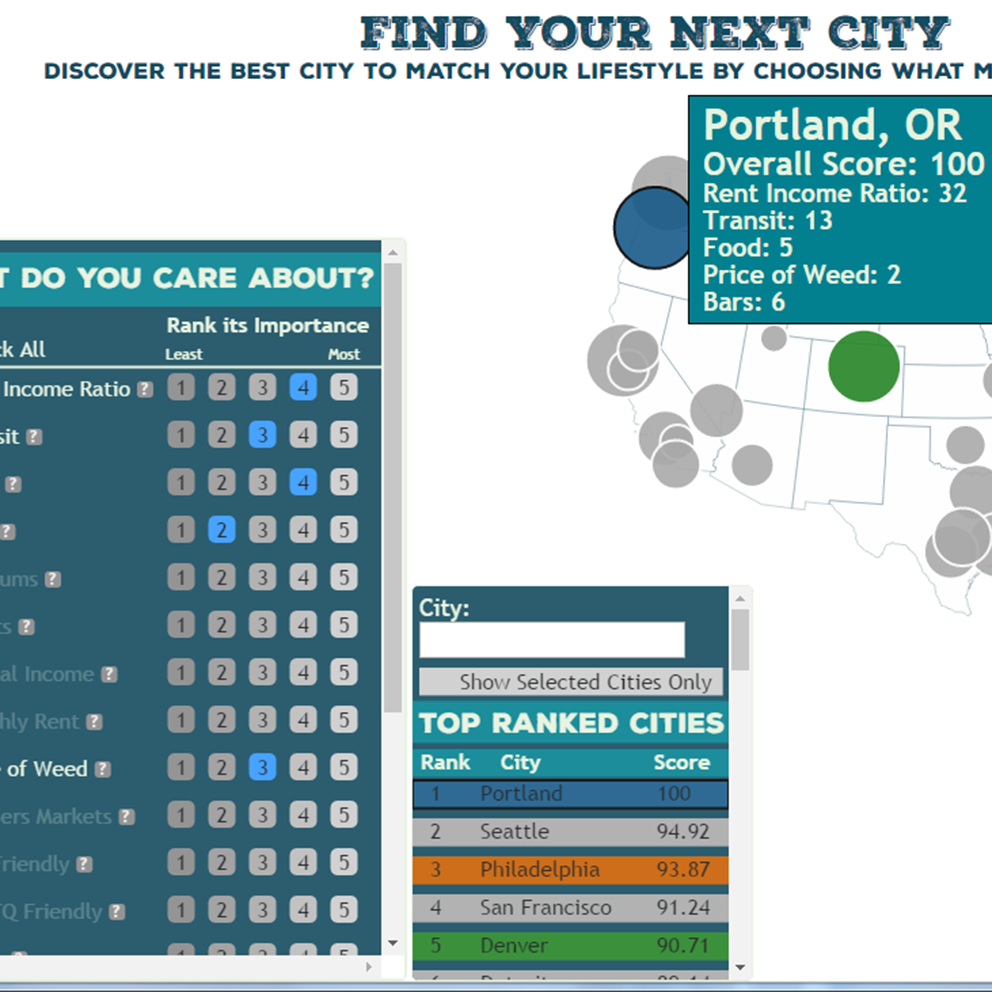 FIND YOUR NEXT CITY
DISCOVER THE BEST CITY TO MATCH YOUR LIFESTYLE BY CHOOSING WHAT M
Portland, OR
Overall Score: 100
Rent Income Ratio: 32
Transit: 13
Food: 5
Price of Weed: 2
Bars: 6
T DO YOU CARE ABOUT?
Rank its Importance
ck All Least Most
Income Ratio ? 1 2 3 4 5
sit ? 1 2 3 4 5
? 1 2 3 4 5
? 1 2 3 4 5
ums ? 1 2 3 4 5
ts ? 1 2 3 4 5
al Income ? 1 2 3 4 5
hly Rent ? 1 2 3 4 5
of Weed ? 1 2 3 4 5
ers Markets ? 1 2 3 4 5
Friendly ? 1 2 3 4 5
TQ Friendly ? 1 2 3 4 5
City:
Show Selected Cities Only
TOP RANKED CITIES
Rank City Score
1 Portland 100
2 Seattle 94.92
3 Philadelphia 93.87
4 San Francisco 91.24
5 Denver 90.71